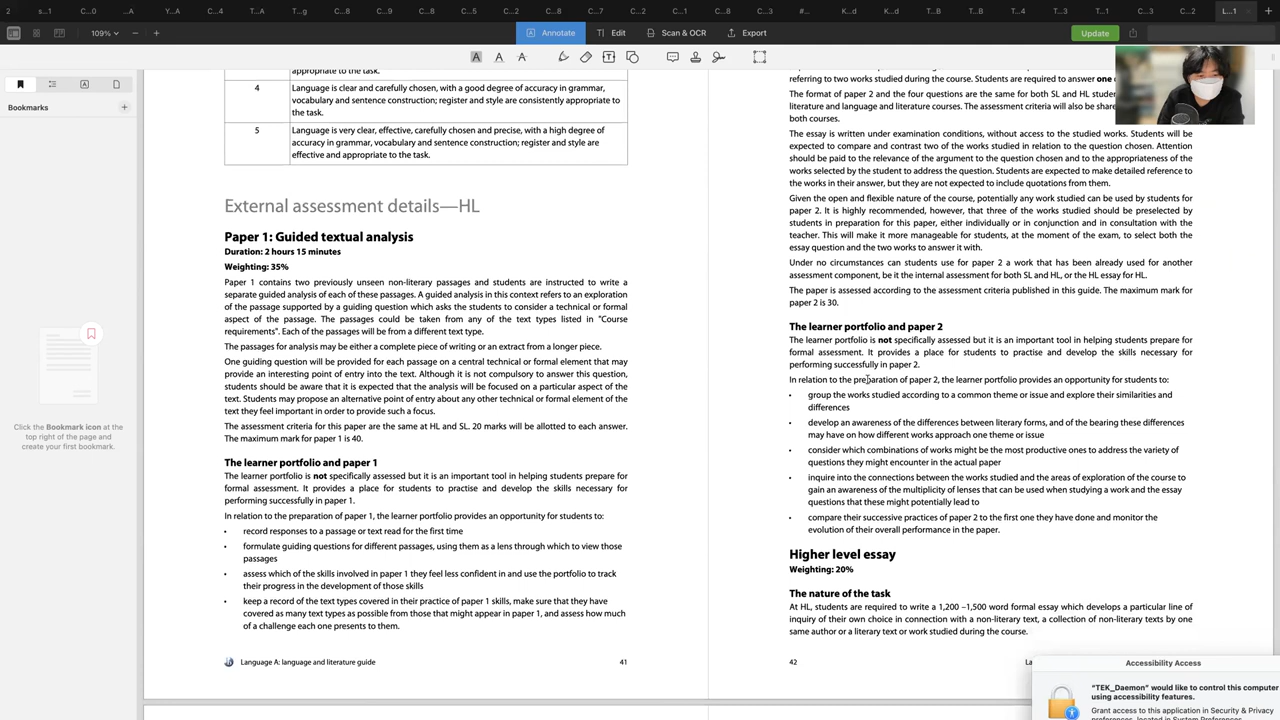 2 s...1 C...0 Y...T C...0 ...A Y...A C...4 C...6 C...9 C...7 C...8 C...2 C...1 C...8 #... K...D C...2 C...1 C...8 C...3 C...2 L...1
109%
Annotate
Edit
Scan & OCR
Export
Update
Bookmarks
Click the Bookmark icon at the
top right of the page and
create your first bookmark.
appropriate to the task.
4 Language is clear and carefully chosen, with a good degree of accuracy in grammar,
vocabulary and sentence construction; register and style are consistently appropriate to
the task.
5 Language is very clear, effective, carefully chosen and precise, with a high degree of
accuracy in grammar, vocabulary and sentence construction; register and style are
effective and appropriate to the task.
External assessment details—HL
Paper 1: Guided textual analysis
Duration: 2 hours 15 minutes
Weighting: 35%
Paper 1 contains two previously unseen non-literary passages and students are instructed to write a
separate guided analysis of each of these passages. A guided analysis in this context refers to an exploration
of the passage supported by a guiding question which asks the students to consider a technical or formal
aspect of the passage. The passages could be taken from any of the text types listed in "Course
requirements". Each of the passages will be from a different text type.
The passages for analysis may be either a complete piece of writing or an extract from a longer piece.
One guiding question will be provided for each passage on a central technical or formal element that may
provide an interesting point of entry into the text. Although it is not compulsory to answer this question,
students should be aware that it is expected that the analysis will be focused on a particular aspect of the
text. Students may propose an alternative point of entry about any other technical or formal element of the
text they feel important in order to provide such a focus.
The assessment criteria for this paper are the same at HL and SL. 20 marks will be allotted to each answer.
The maximum mark for paper 1 is 40.
The learner portfolio and paper 1
The learner portfolio is not specifically assessed but it is an important tool in helping students prepare for
formal assessment. It provides a place for students to practise and develop the skills necessary for
performing successfully in paper 1.
In relation to the preparation of paper 1, the learner portfolio provides an opportunity for students to:
• record responses to a passage or text read for the first time
• formulate guiding questions for different passages, using them as a lens through which to view those
passages
• assess which of the skills involved in paper 1 they feel less confident in and use the portfolio to track
their progress in the development of those skills
• keep a record of the text types covered in their practice of paper 1 skills, make sure that they have
covered as many text types as possible from those that might appear in paper 1, and assess how much
of a challenge each one presents to them.
Language A: language and literature guide 41
referring to two works studied during the course. Students are required to answer one
The format of paper 2 and the four questions are the same for both SL and HL
literature and language and literature courses. The assessment criteria will also be
both courses.
The essay is written under examination conditions, without access to the studied works. Students will be
expected to compare and contrast two of the works studied in relation to the question chosen. Attention
should be paid to the relevance of the argument to the question chosen and to the appropriateness of the
works selected by the student to address the question. Students are expected to make detailed reference to
the works in their answer, but they are not expected to include quotations from them.
Given the open and flexible nature of the course, potentially any work studied can be used by students for
paper 2. It is highly recommended, however, that three of the works studied should be preselected by
students in preparation for this paper, either individually or in conjunction and in consultation with the
teacher. This will make it more manageable for students, at the moment of the exam, to select both the
essay question and the two works to answer it with.
Under no circumstances can students use for paper 2 a work that has been already used for another
assessment component, be it the internal assessment for both SL and HL, or the HL essay for HL.
The paper is assessed according to the assessment criteria published in this guide. The maximum mark for
paper 2 is 30.
The learner portfolio and paper 2
The learner portfolio is not specifically assessed but it is an important tool in helping students prepare for
formal assessment. It provides a place for students to practise and develop the skills necessary for
performing successfully in paper 2.
In relation to the preparation of paper 2, the learner portfolio provides an opportunity for students to:
• group the works studied according to a common theme or issue and explore their similarities and
differences
• develop an awareness of the differences between literary forms, and of the bearing these differences
may have on how different works approach one theme or issue
• consider which combinations of works might be the most productive ones to address the variety of
questions they might encounter in the actual paper
• inquire into the connections between the works studied and the areas of exploration of the course to
gain an awareness of the multiplicity of lenses that can be used when studying a work and the essay
questions that these might potentially lead to
• compare their successive practices of paper 2 to the first one they have done and monitor the
evolution of their overall performance in the paper.
Higher level essay
Weighting: 20%
The nature of the task
At HL, students are required to write a 1,200 –1,500 word formal essay which develops a particular line of
inquiry of their own choice in connection with a non-literary text, a collection of non-literary texts by one
same author or a literary text or work studied during the course.
42
Accessibility Access
"TEK_Daemon" would like to control this computer
using accessibility features.
Grant access to this application in Security & Privacy
preferences, located in System Preferences.